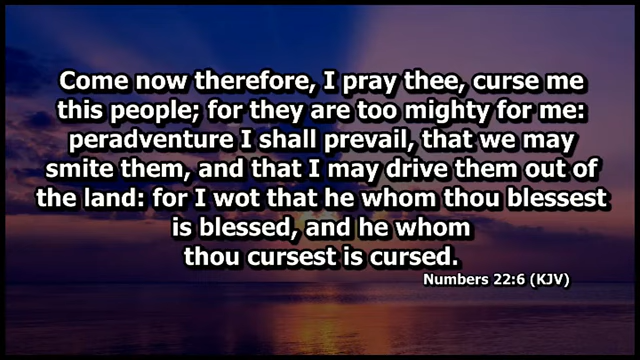 Come now therefore, I pray thee, curse me
this people; for they are too mighty for me:
peradventure I shall prevail, that we may
smite them, and that I may drive them out of
the land: for I wot that he whom thou blessest
is blessed, and he whom
thou cursest is cursed.
Numbers 22:6 (KJV)